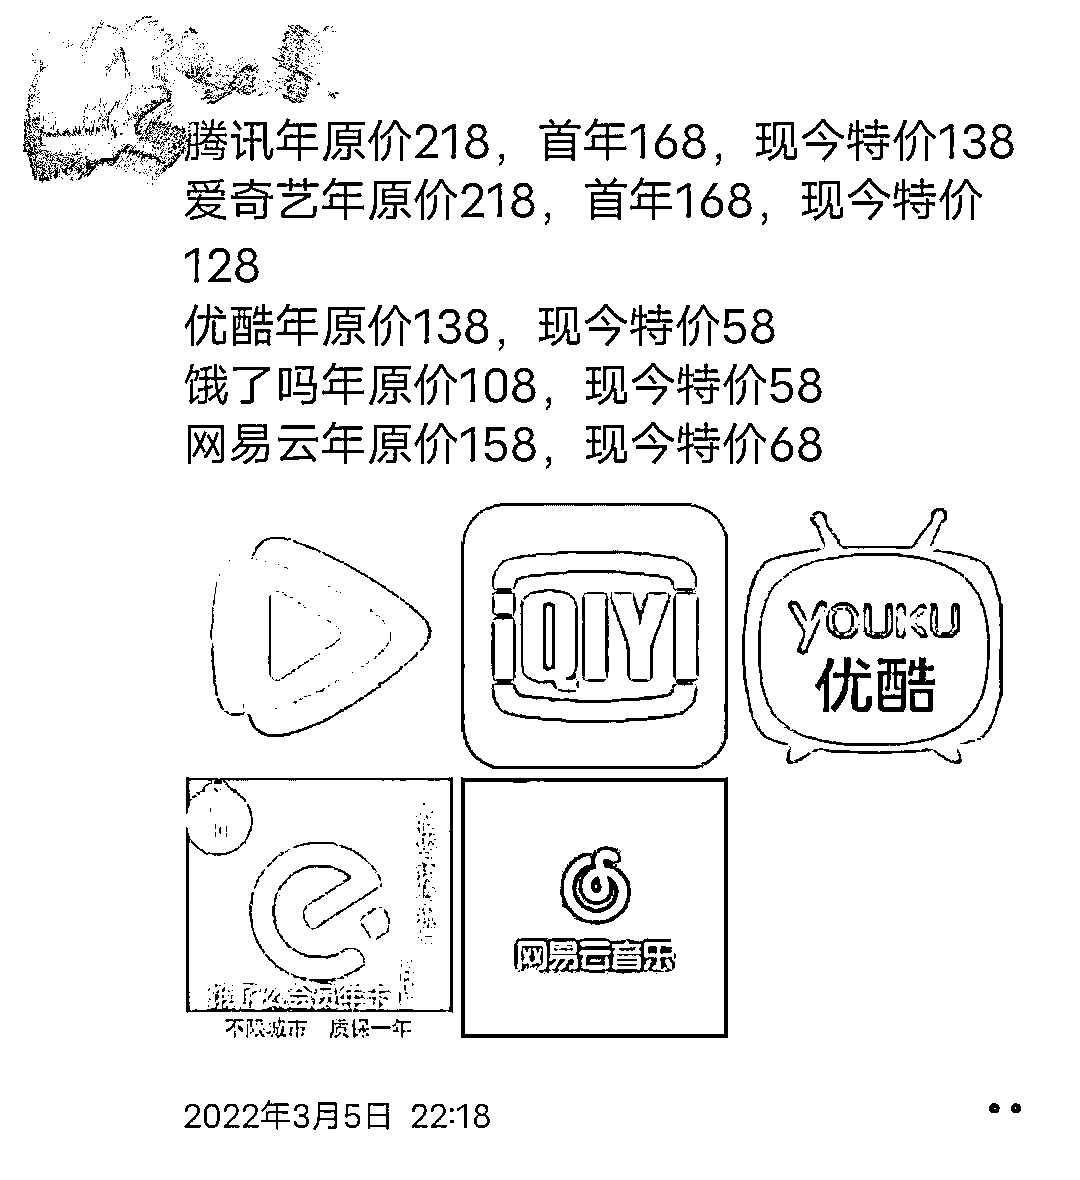 腾讯年原价218，首年168，现今特价138
爱奇艺年原价218，首年168，现今特价
128
优酷年原价138，现今特价58
饿了吗年原价108，现今特价58
网易云年原价158，现今特价68
iQIYI
YOUKU
优酷
饿了么会员年卡
不限城市 质保一年
网易云音乐
2022年3月5日 22:18